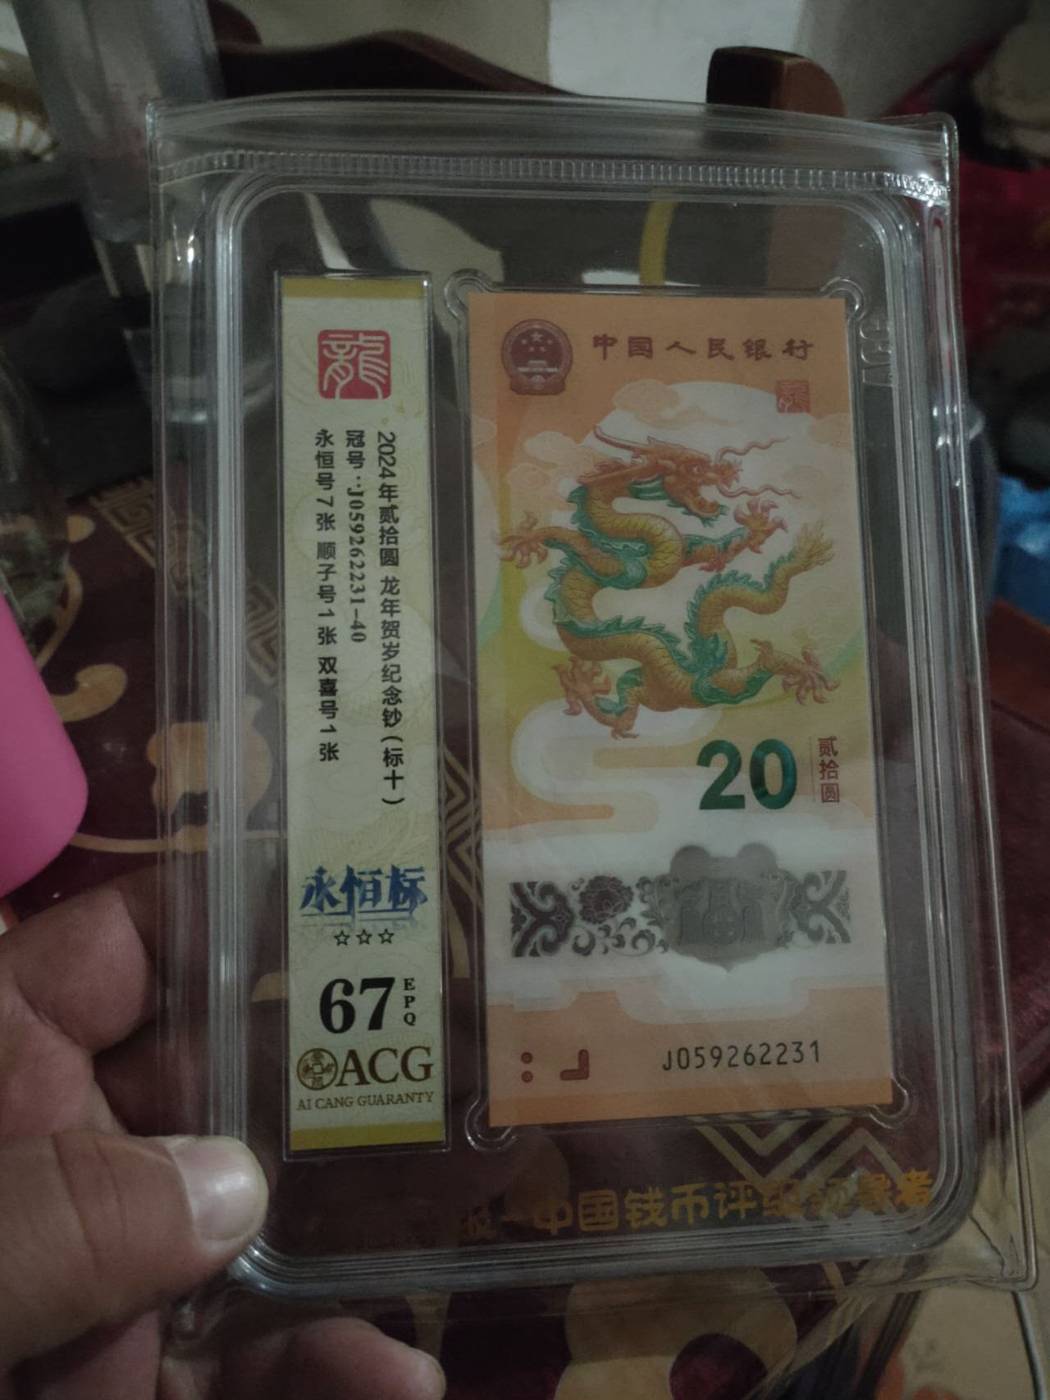 龍
2024年贰拾圆 龙年贺岁纪念钞(标十)
冠号:J059262231-40
永恒号7张 顺子号1张 双喜号1张
永恒标
☆☆☆
67
EPQ
ACG
AI CANG GUARANTY
中国人民银行
20
贰拾圆
J059262231
中国钱币评级